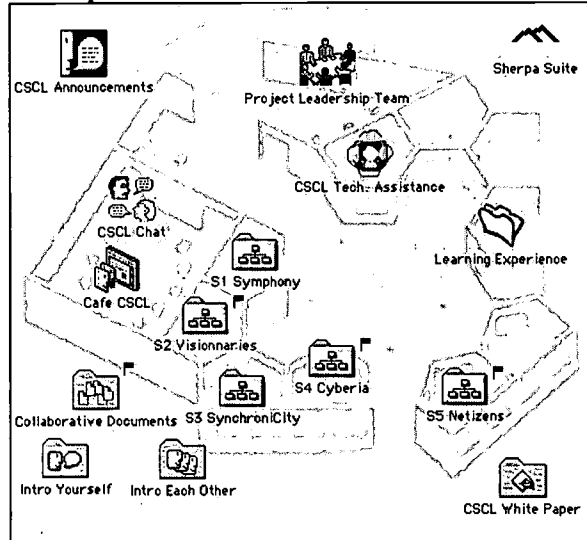 CSCL Announcements
Project Leadership Team
Sherpa Suite
CSCL Tech. Assistance
CSCL Chat
Learning Experience
S1 Symphony
Cafe CSCL
S2 Visionnaries
S4 Cyberia
S5 Netizens
Collaborative Documents
S3 SynchroniCity
Intro Yourself
Intro Each Other
CSCL White Paper